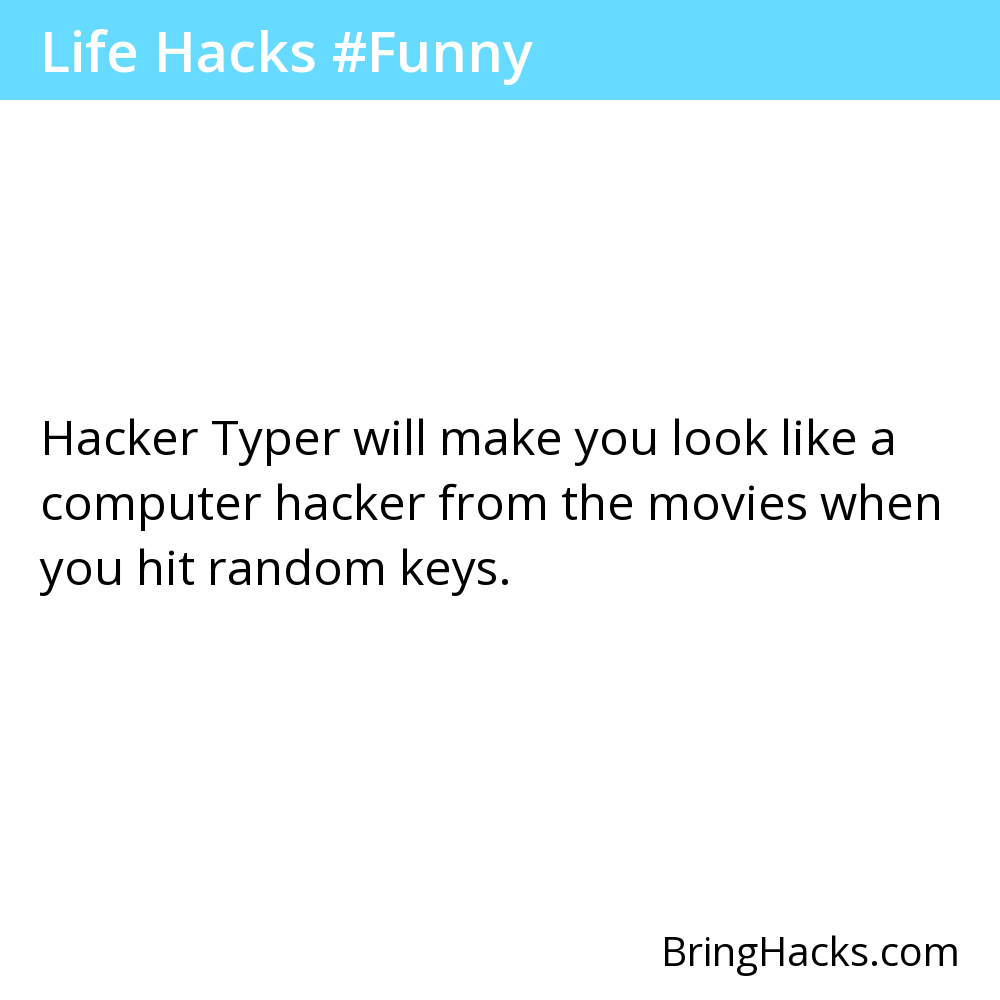 Life Hacks #Funny
Hacker Typer will make you look like a
computer hacker from the movies when
you hit random keys.
BringHacks.com